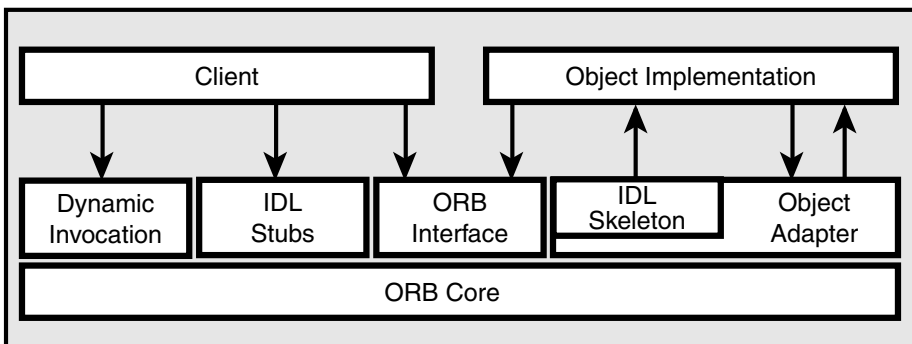 Client
Object Implementation
Dynamic
Invocation
IDL
Stubs
ORB
Interface
IDL
Skeleton
Object
Adapter
ORB Core